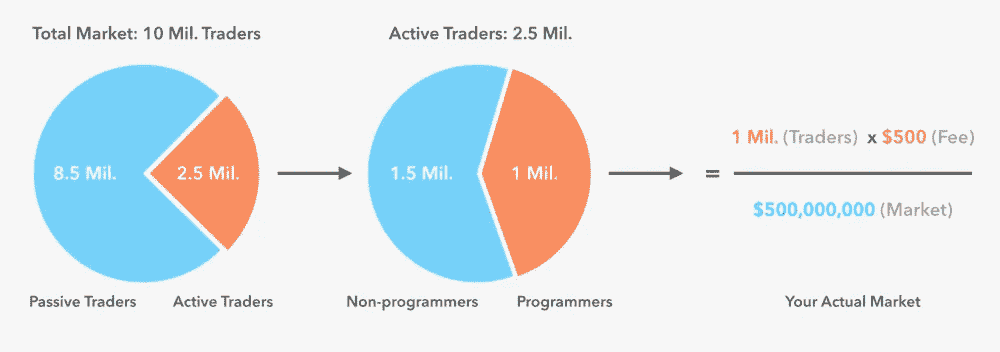 Total Market: 10 Mil. Traders
Active Traders: 2.5 Mil.
8.5 Mil.
2.5 Mil.
1.5 Mil.
1 Mil.
1 Mil. (Traders) x $500 (Fee)
=
$500,000,000 (Market)
Passive Traders
Active Traders
Non-programmers
Programmers
Your Actual Market